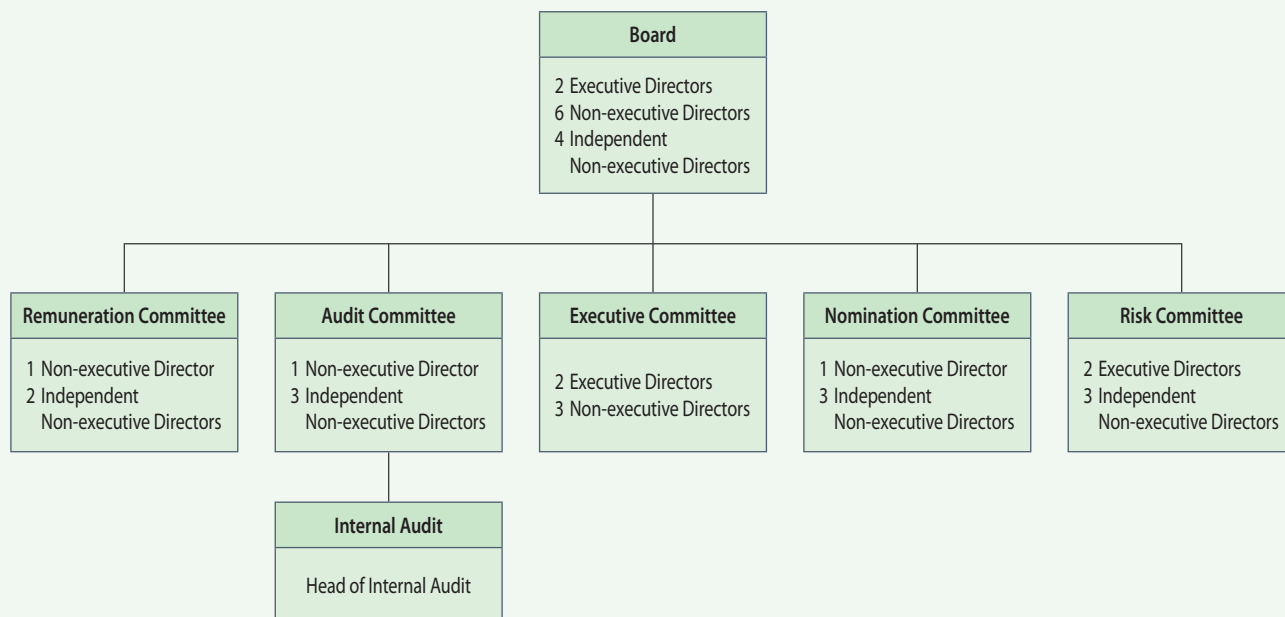 Board
2 Executive Directors
6 Non-executive Directors
4 Independent
Non-executive Directors
Remuneration Committee
1 Non-executive Director
2 Independent
Non-executive Directors
Audit Committee
1 Non-executive Director
3 Independent
Non-executive Directors
Executive Committee
2 Executive Directors
3 Non-executive Directors
Nomination Committee
1 Non-executive Director
3 Independent
Non-executive Directors
Risk Committee
2 Executive Directors
3 Independent
Non-executive Directors
Internal Audit
Head of Internal Audit